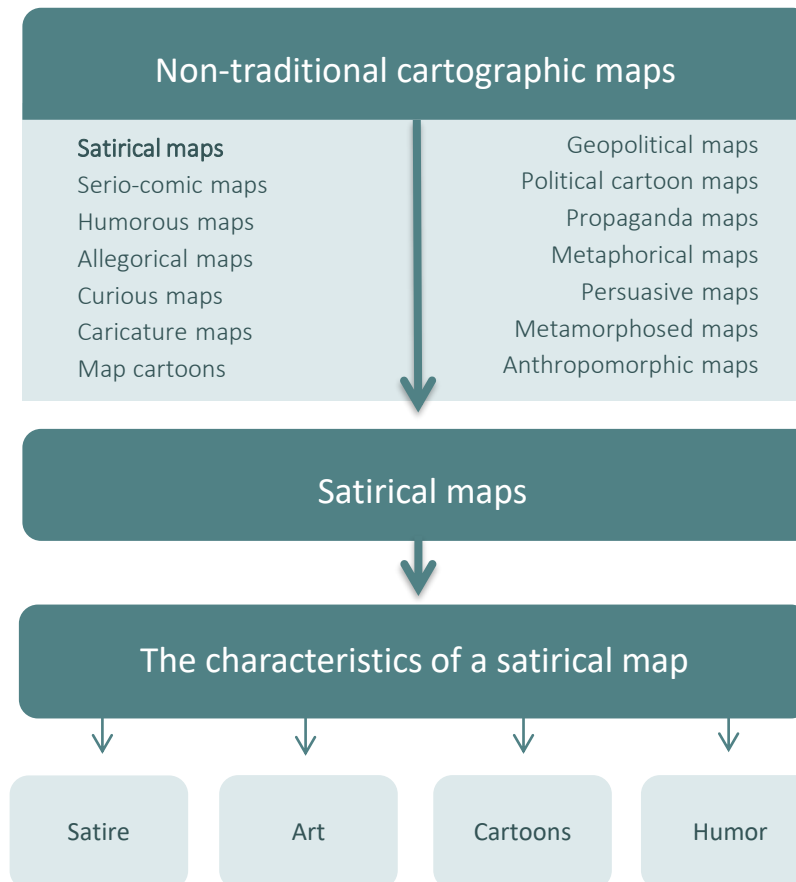 Non-traditional cartographic maps
Satirical maps
Serio-comic maps
Humorous maps
Allegorical maps
Curious maps
Caricature maps
Map cartoons
Geopolitical maps
Political cartoon maps
Propaganda maps
Metaphorical maps
Persuasive maps
Metamorphosed maps
Anthropomorphic maps
Satirical maps
The characteristics of a satirical map
Satire
Art
Cartoons
Humor